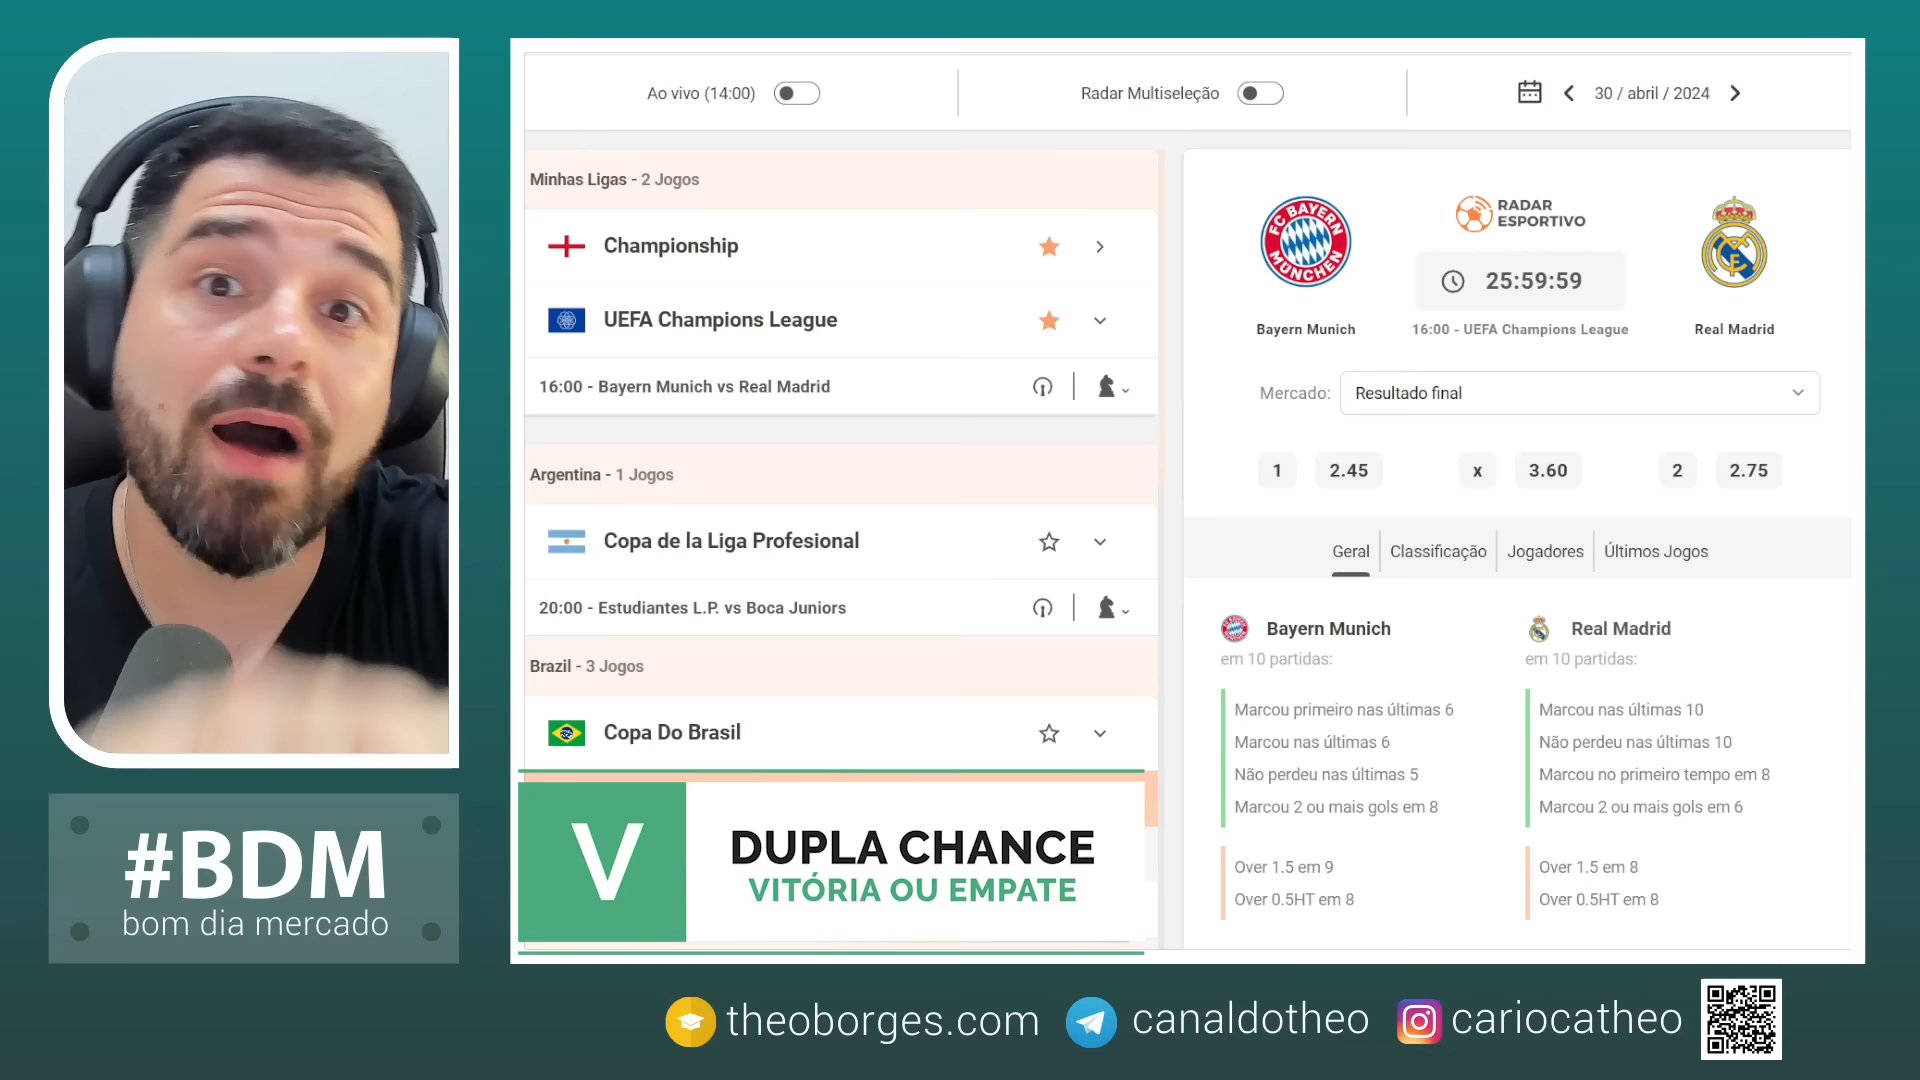 Ao vivo (14:00)
Radar Multiseleção
30 / abril / 2024
Minhas Ligas - 2 Jogos
Championship
UEFA Champions League
16:00 - Bayern Munich vs Real Madrid
Argentina - 1 Jogos
Copa de la Liga Profesional
20:00 - Estudiantes L.P. vs Boca Juniors
Brazil - 3 Jogos
Copa Do Brasil
V
DUPLA CHANCE
VITÓRIA OU EMPATE
FC BAYERN
MÜNCHEN
RADAR
ESPORTIVO
25:59:59
Bayern Munich
16:00 - UEFA Champions League
Real Madrid
Mercado: Resultado final
1 2.45 x 3.60 2 2.75
Geral Classificação Jogadores Últimos Jogos
Bayern Munich
em 10 partidas:
Marcou primeiro nas últimas 6
Marcou nas últimas 6
Não perdeu nas últimas 5
Marcou 2 ou mais gols em 8
Over 1.5 em 9
Over 0.5HT em 8
Real Madrid
em 10 partidas:
Marcou nas últimas 10
Não perdeu nas últimas 10
Marcou no primeiro tempo em 8
Marcou 2 ou mais gols em 6
Over 1.5 em 8
Over 0.5HT em 8
#BDM
bom dia mercado
theoborges.com
canaldotheo
cariocatheo